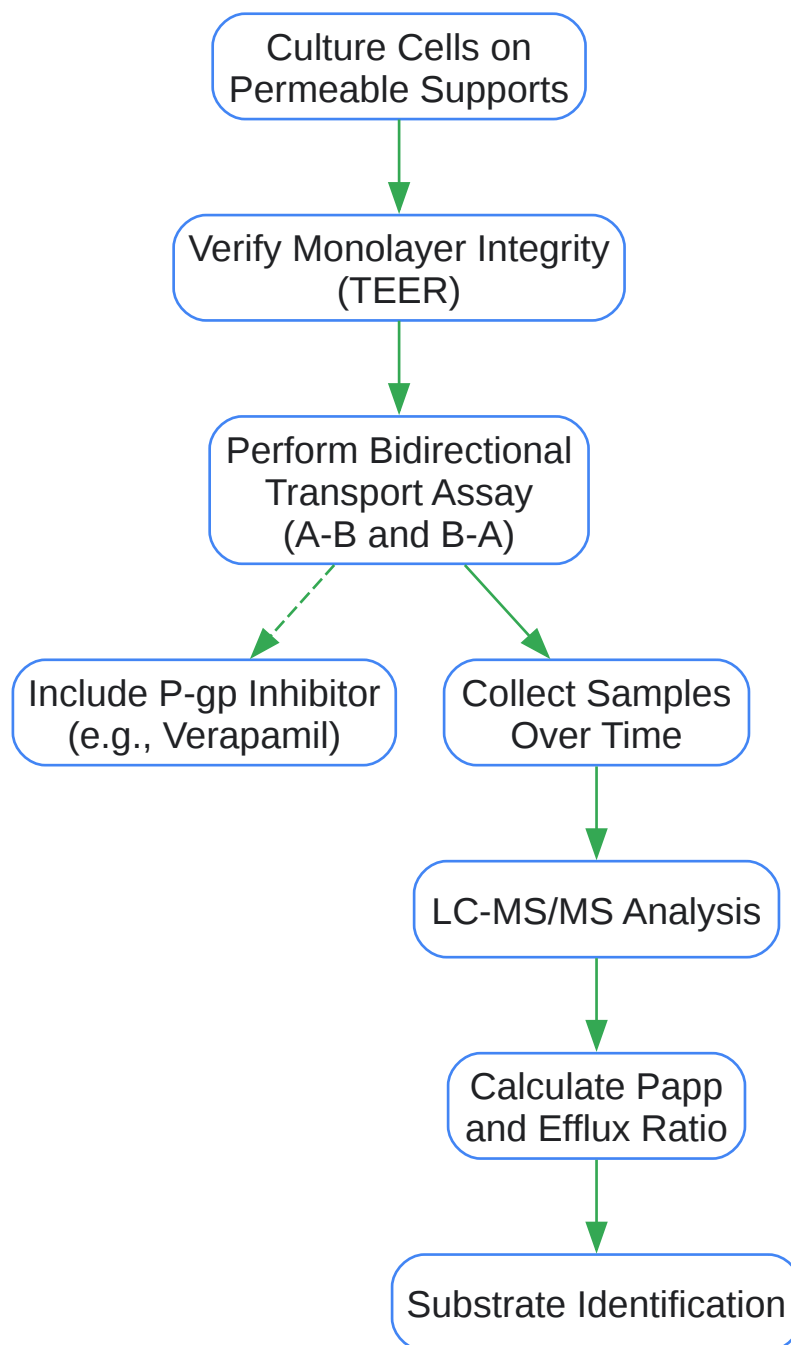 Culture Cells on
Permeable Supports
Verify Monolayer Integrity
(TEER)
Perform Bidirectional
Transport Assay
(A-B and B-A)
Include P-gp Inhibitor
(e.g., Verapamil)
Collect Samples
Over Time
LC-MS/MS Analysis
Calculate Papp
and Efflux Ratio
Substrate Identification